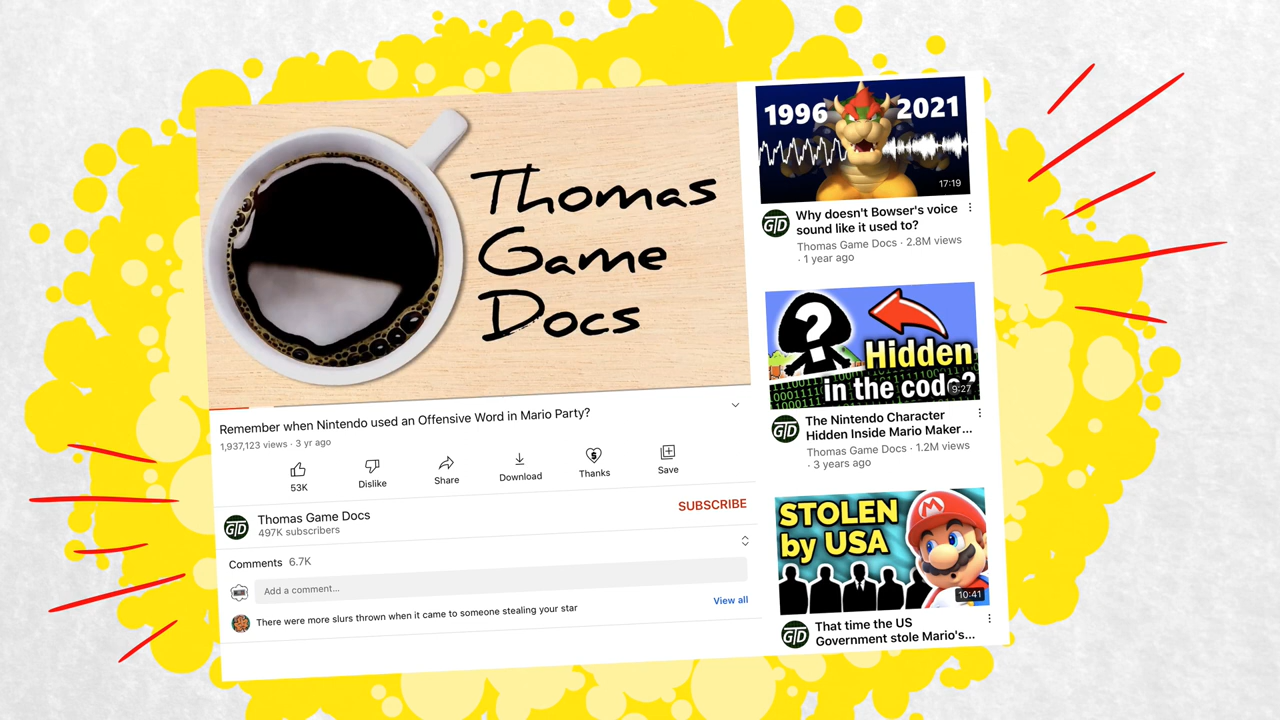 Thomas
Game
Docs
Remember when Nintendo used an Offensive Word in Mario Party?
1,937,123 views · 3 yr ago
53K
Dislike
Share
Download
Thanks
Save
GTD
Thomas Game Docs
497K subscribers
SUBSCRIBE
Comments 6.7K
Add a comment...
There were more slurs thrown when it came to someone stealing your star
View all
1996 2021
17:19
GTD
Why doesn't Bowser's voice
sound like it used to?
Thomas Game Docs · 2.8M views
· 1 year ago
?
Hidden
in the code?
9:27
GTD
The Nintendo Character
Hidden Inside Mario Maker...
Thomas Game Docs · 1.2M views
· 3 years ago
STOLEN
by USA
M
10:41
GTD
That time the US
Government stole Mario's...